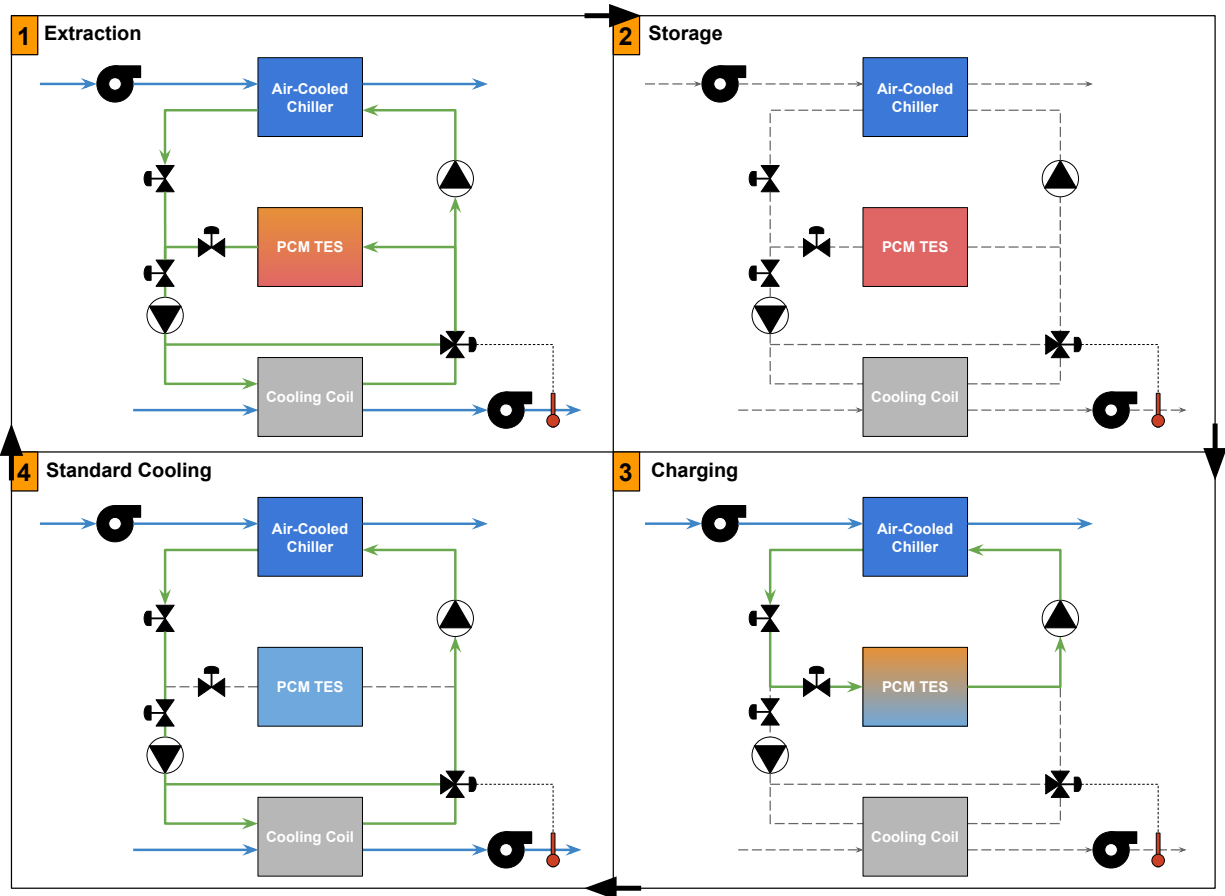 1 Extraction
Air-Cooled
Chiller
PCM TES
Cooling Coil
2 Storage
Air-Cooled
Chiller
PCM TES
Cooling Coil
4 Standard Cooling
Air-Cooled
Chiller
PCM TES
Cooling Coil
3 Charging
Air-Cooled
Chiller
PCM TES
Cooling Coil